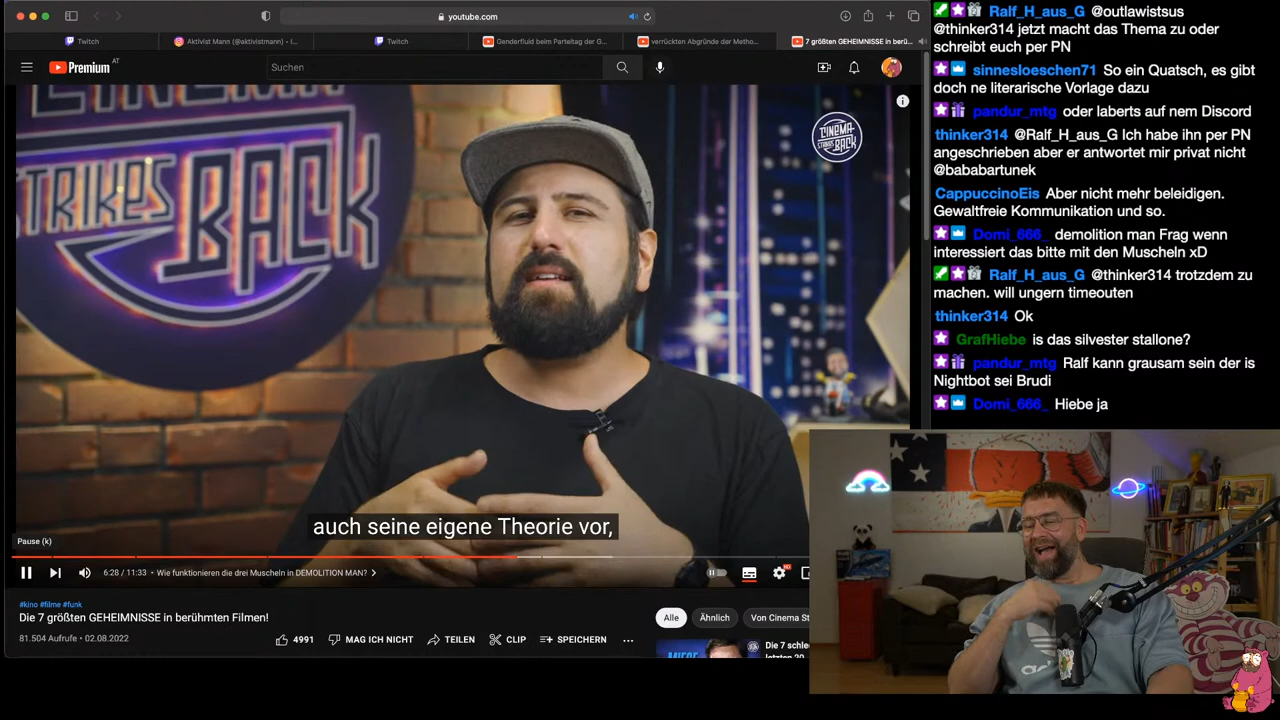 youtube.com
Twitch
Aktivist Mann (@aktivistmann) • I...
Twitch
Genderfluid beim Parteitag der G...
verrückten Abgründe der Metho...
7 größten GEHEIMNISSE in berü...
Premium AT
Suchen
CINEMA
STRIKES
BACK
CINEMA
STRIKES
BACK
auch seine eigene Theorie vor,
Pause (k)
6:28 / 11:33 • Wie funktionieren die drei Muscheln in DEMOLITION MAN?
HD
#kino #filme #funk
Die 7 größten GEHEIMNISSE in berühmten Filmen!
81.504 Aufrufe • 02.08.2022
4991
MAG ICH NICHT
TEILEN
CLIP
SPEICHERN
Alle
Ähnlich
Von Cinema St
Die 7 schle
letzten 20
MIESE
Ralf_H_aus_G @outlawistsus
@thinker314 jetzt macht das Thema zu oder
schreibt euch per PN
sinnesloeschen71 So ein Quatsch, es gibt
doch ne literarische Vorlage dazu
pandur_mtg oder laberts auf nem Discord
thinker314 @Ralf_H_aus_G Ich habe ihn per PN
angeschrieben aber er antwortet mir privat nicht
@bababartunek
CappuccinoEis Aber nicht mehr beleidigen.
Gewaltfreie Kommunikation und so.
Domi_666_ demolition man Frag wenn
interessiert das bitte mit den Muscheln xD
Ralf_H_aus_G @thinker314 trotzdem zu
machen. will ungern timeouten
thinker314 Ok
GrafHiebe is das silvester stallone?
pandur_mtg Ralf kann grausam sein der is
Nightbot sei Brudi
Domi_666_ Hiebe ja